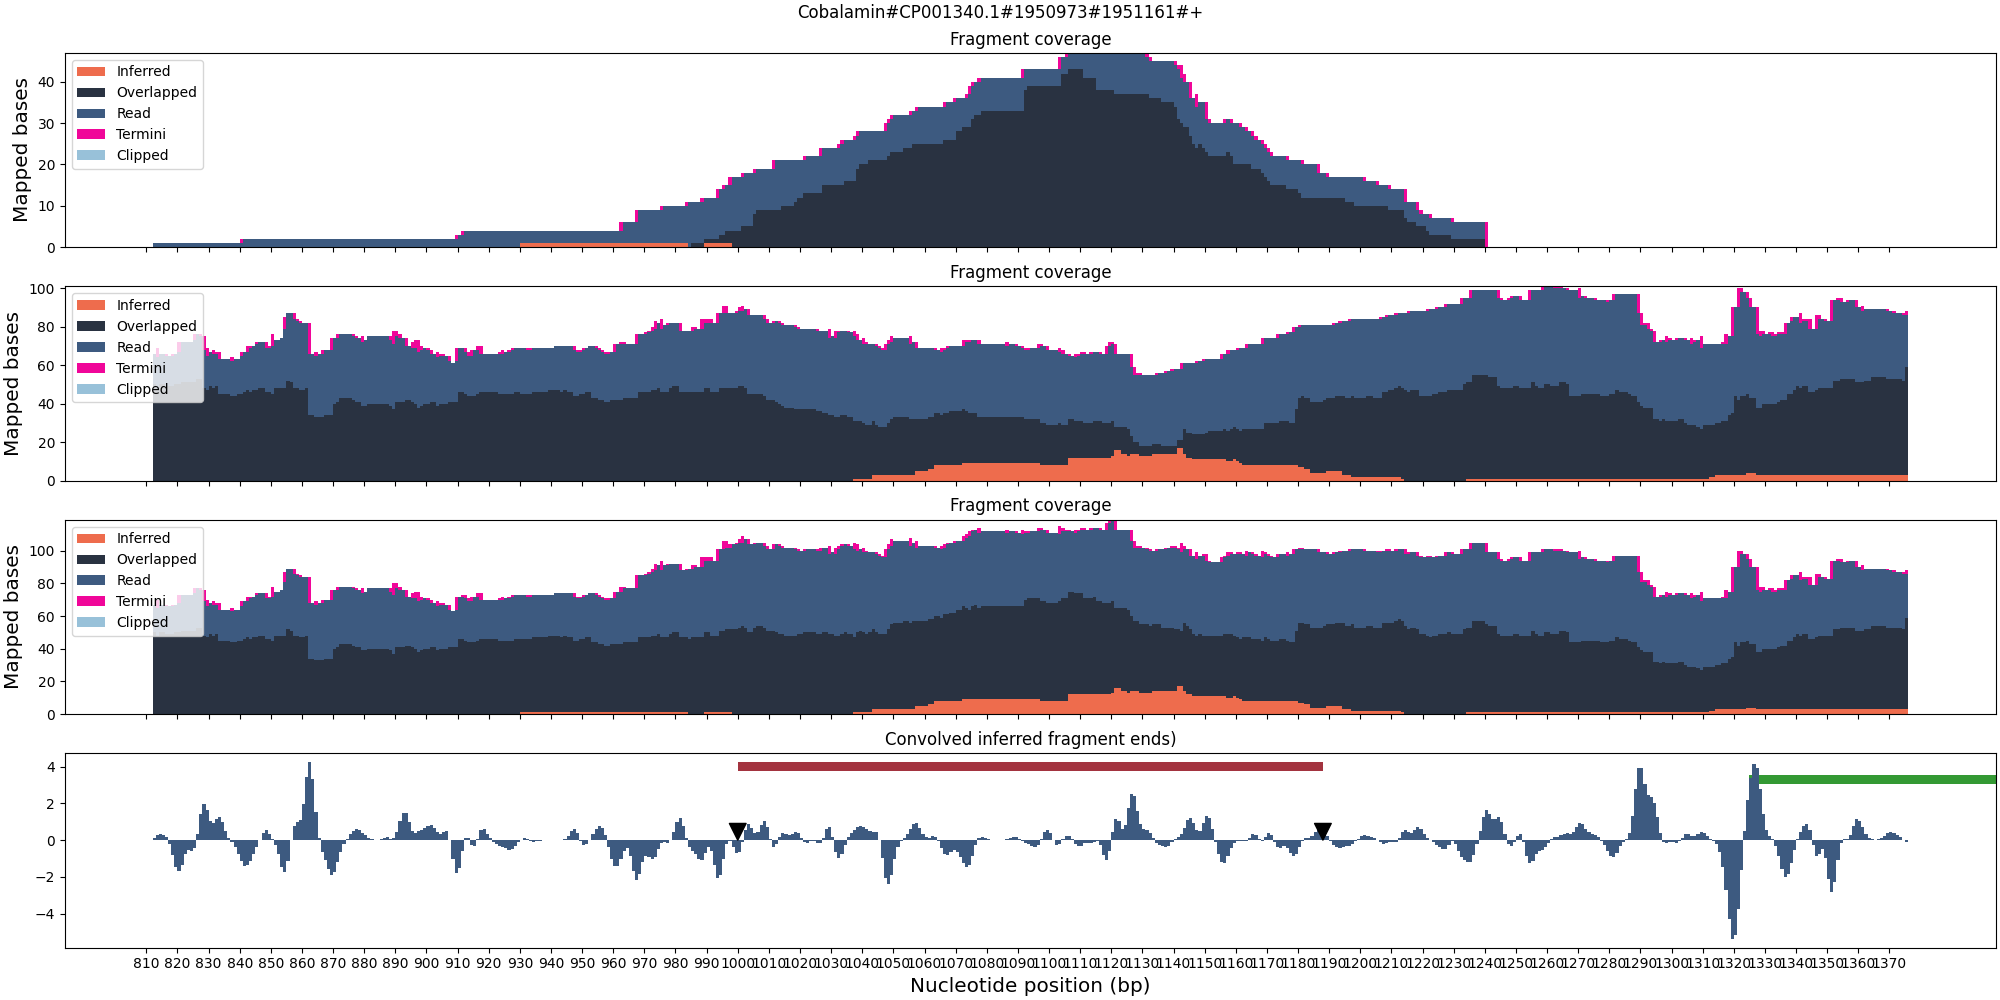 Cobalamin#CP001340.1#1950973#1951161#+
Fragment coverage
Mapped bases
40
30
20
10
0
Inferred
Overlapped
Read
Termini
Clipped
Fragment coverage
Mapped bases
100
80
60
40
20
0
Inferred
Overlapped
Read
Termini
Clipped
Fragment coverage
Mapped bases
100
80
60
40
20
0
Inferred
Overlapped
Read
Termini
Clipped
Convolved inferred fragment ends)
4
2
0
−2
−4
810 820 830 840 850 860 870 880 890 900 910 920 930 940 950 960 970 980 990 1000 1010 1020 1030 1040 1050 1060 1070 1080 1090 1100 1110 1120 1130 1140 1150 1160 1170 1180 1190 1200 1210 1220 1230 1240 1250 1260 1270 1280 1290 1300 1310 1320 1330 1340 1350 1360 1370
Nucleotide position (bp)